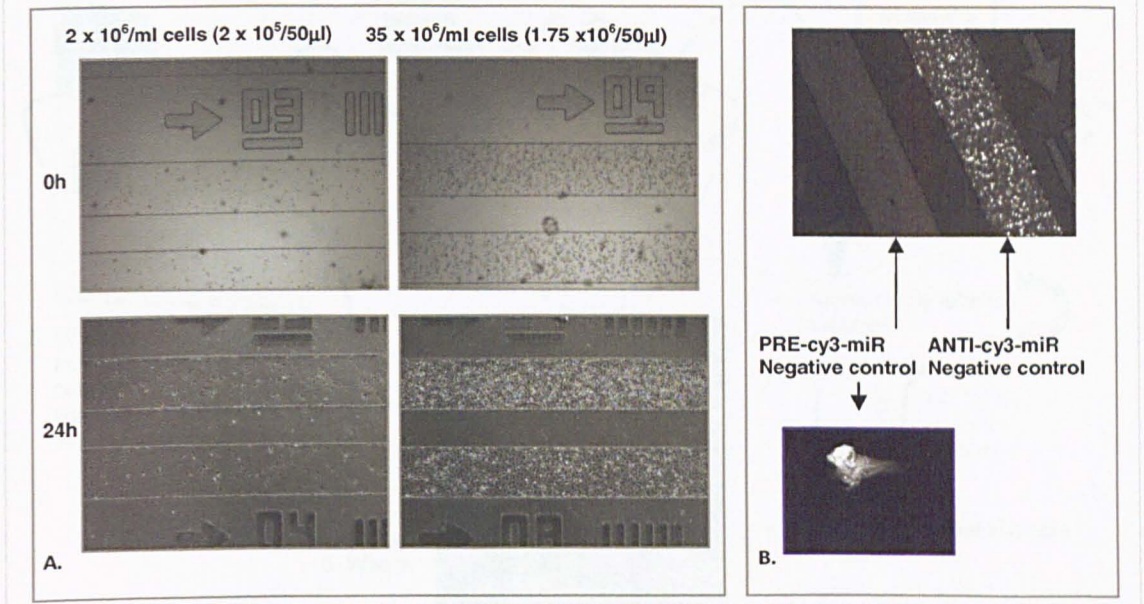 2 x 10⁶/ml cells (2 x 10⁵/50µl) 35 x 10⁶/ml cells (1.75 x10⁶/50µl)
03
09
0h
24h
04
08
A.
PRE-cy3-miR
Negative control
ANTI-cy3-miR
Negative control
B.